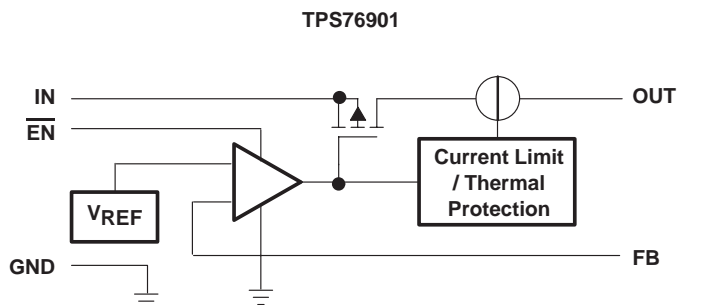 TPS76901
IN
OUT
EN
Current Limit
/ Thermal
Protection
VREF
FB
GND